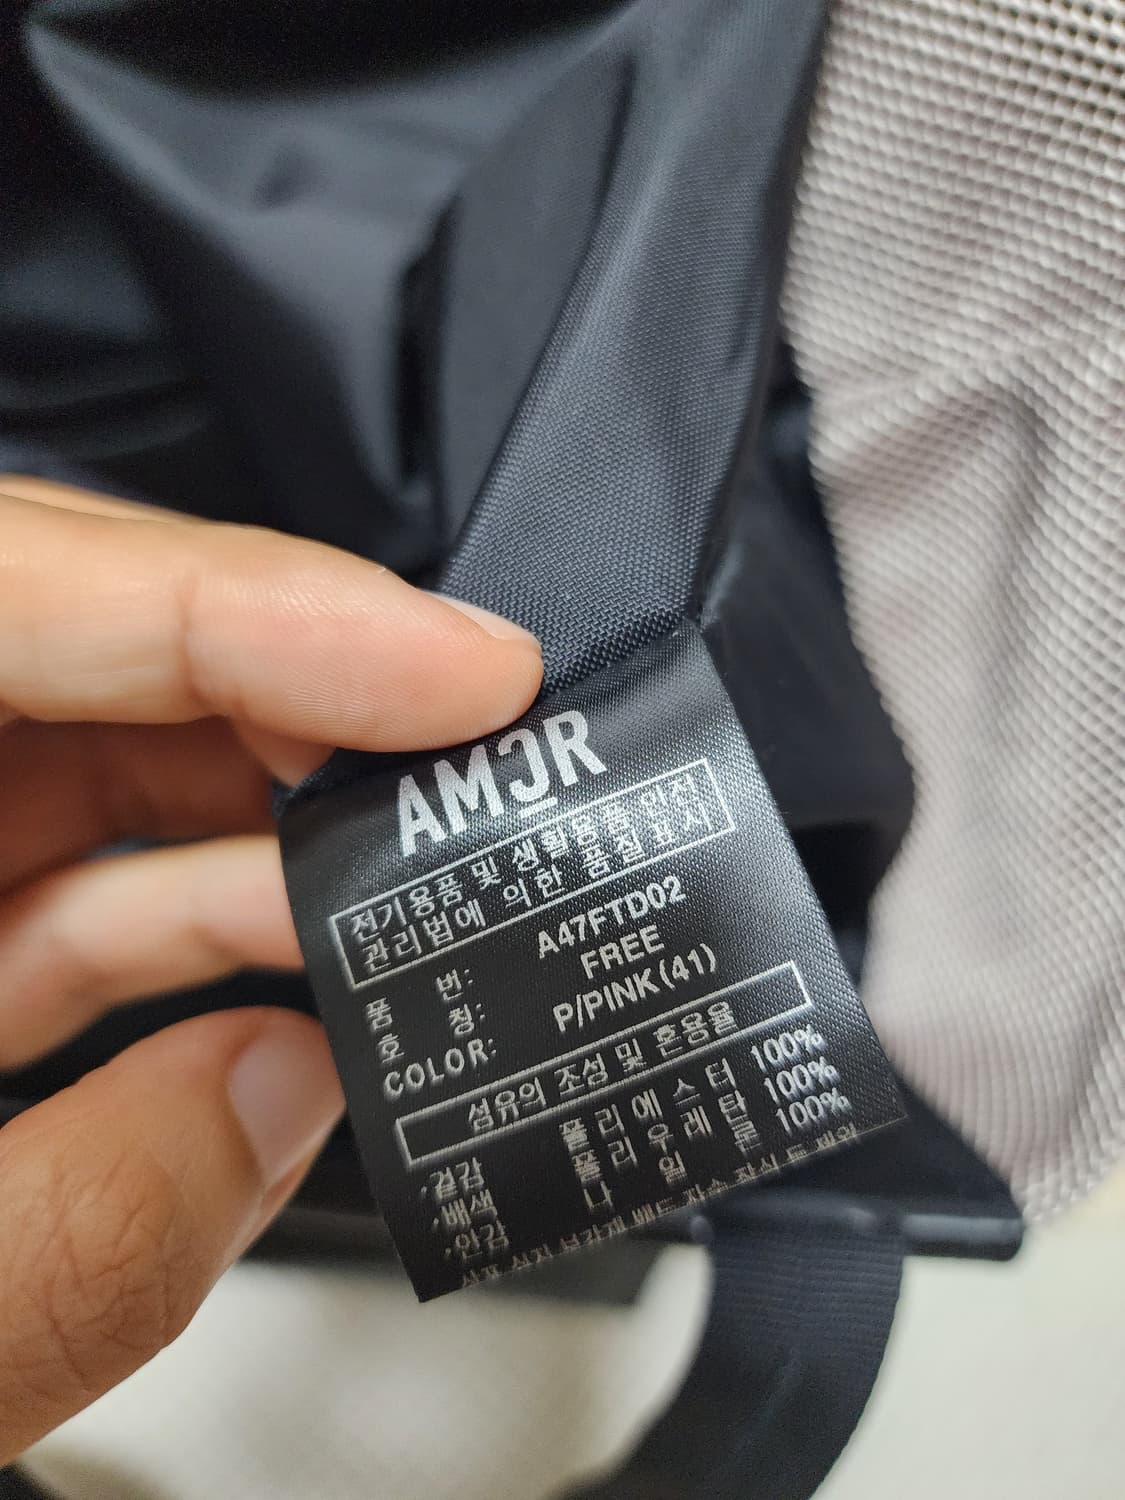 AMOR
전기용품 및 생활용품 안전
관리법에 의한 품질표시
품 번: A47FTD02
호 칭: FREE
COLOR: P/PINK(41)
섬유의 조성 및 혼용율
겉감 폴리에스터 100%
배색 폴리우레탄 100%
안감 나일론 100%